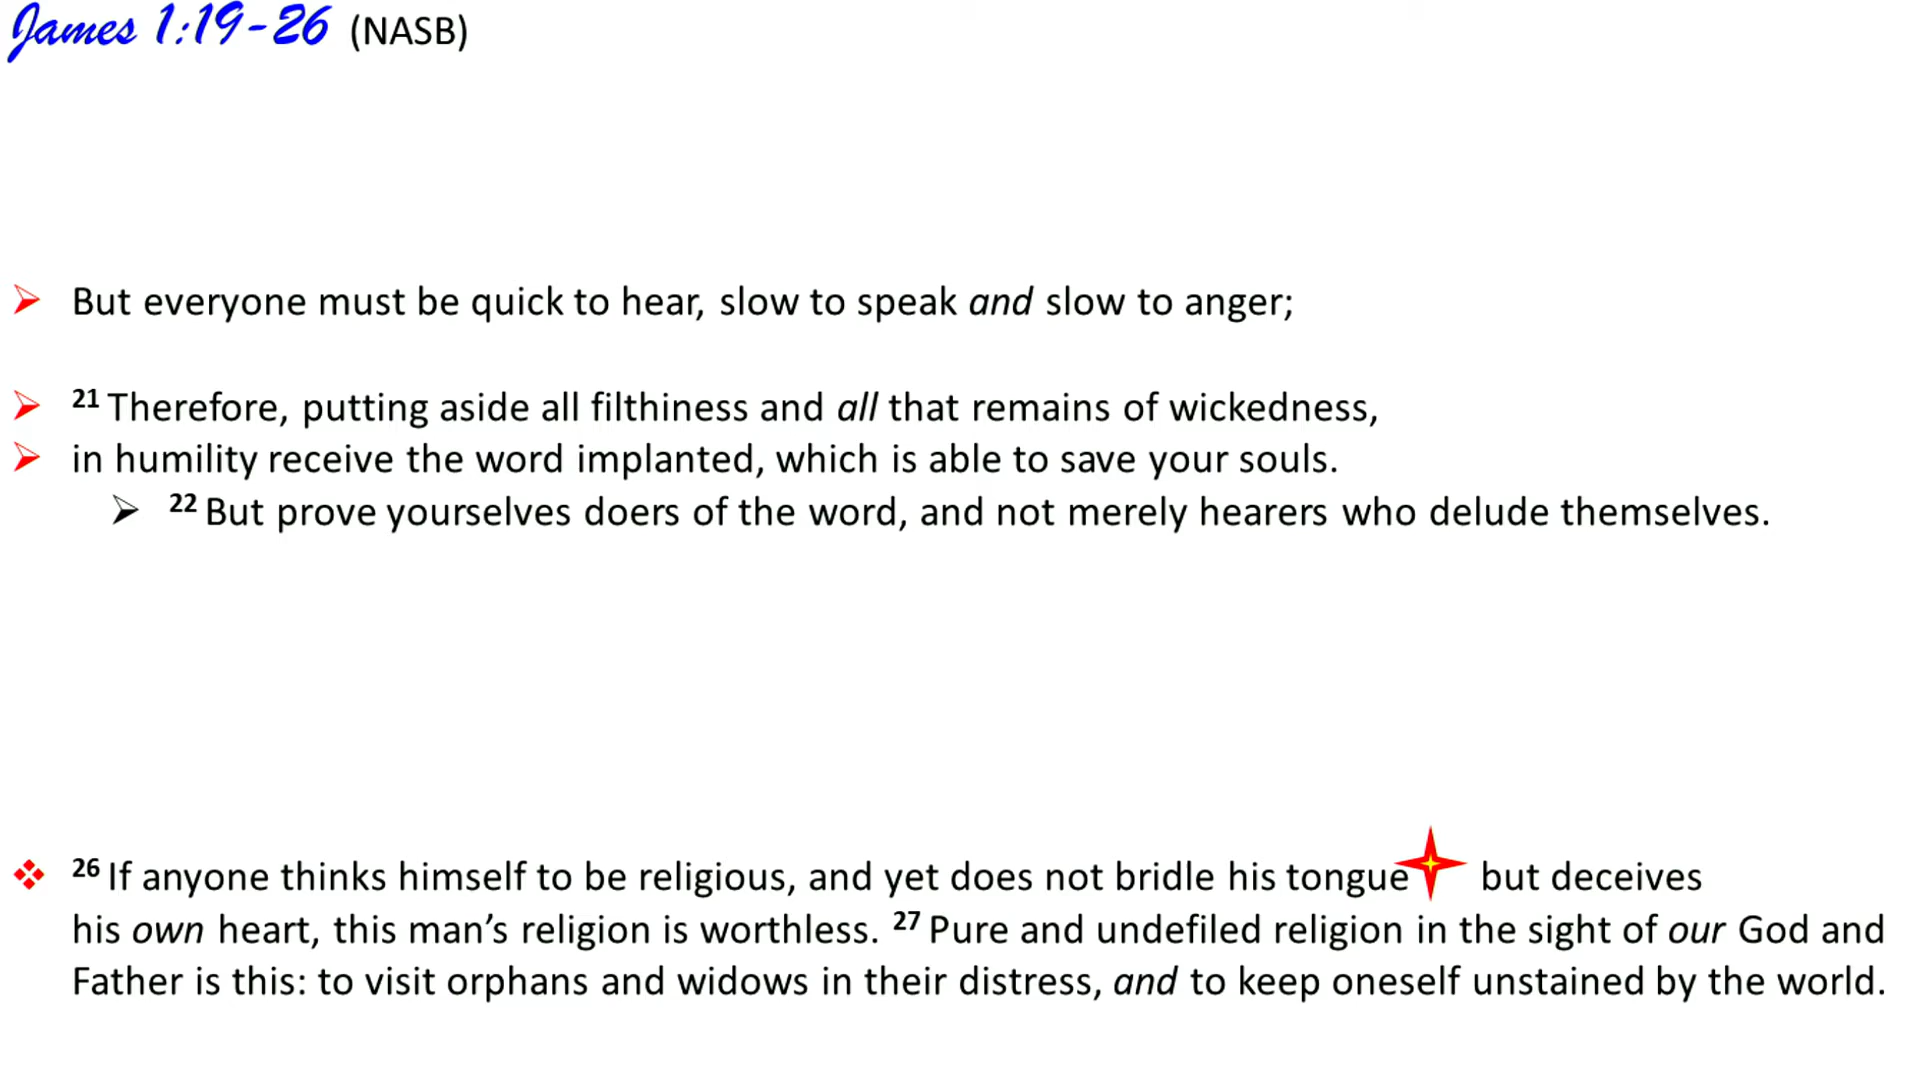 James 1:19-26 (NASB)
But everyone must be quick to hear, slow to speak and slow to anger;
21 Therefore, putting aside all filthiness and all that remains of wickedness,
in humility receive the word implanted, which is able to save your souls.
22 But prove yourselves doers of the word, and not merely hearers who delude themselves.
26 If anyone thinks himself to be religious, and yet does not bridle his tongue but deceives
his own heart, this man’s religion is worthless. 27 Pure and undefiled religion in the sight of our God and
Father is this: to visit orphans and widows in their distress, and to keep oneself unstained by the world.